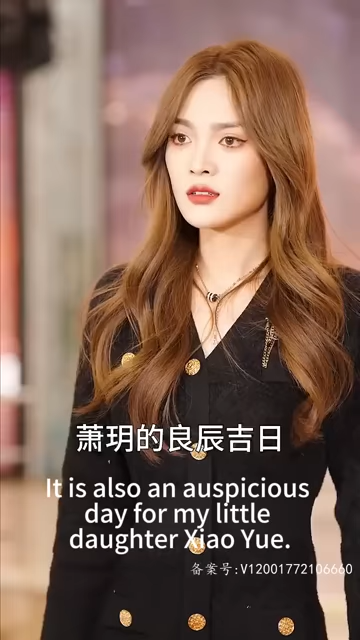 萧玥的良辰吉日
It is also an auspicious
day for my little
daughter Xiao Yue.
备案号:V12001772106660